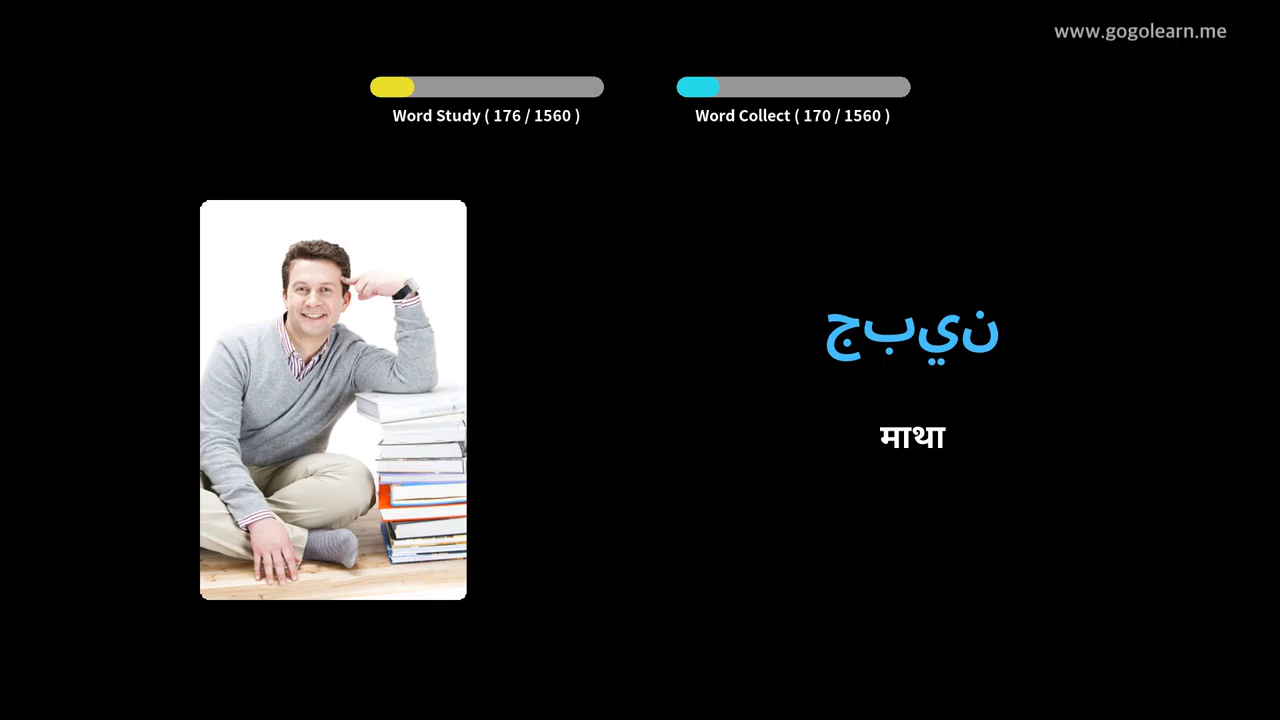 www.gogolearn.me
Word Study ( 176 / 1560 )
Word Collect ( 170 / 1560 )
جبين
माथा